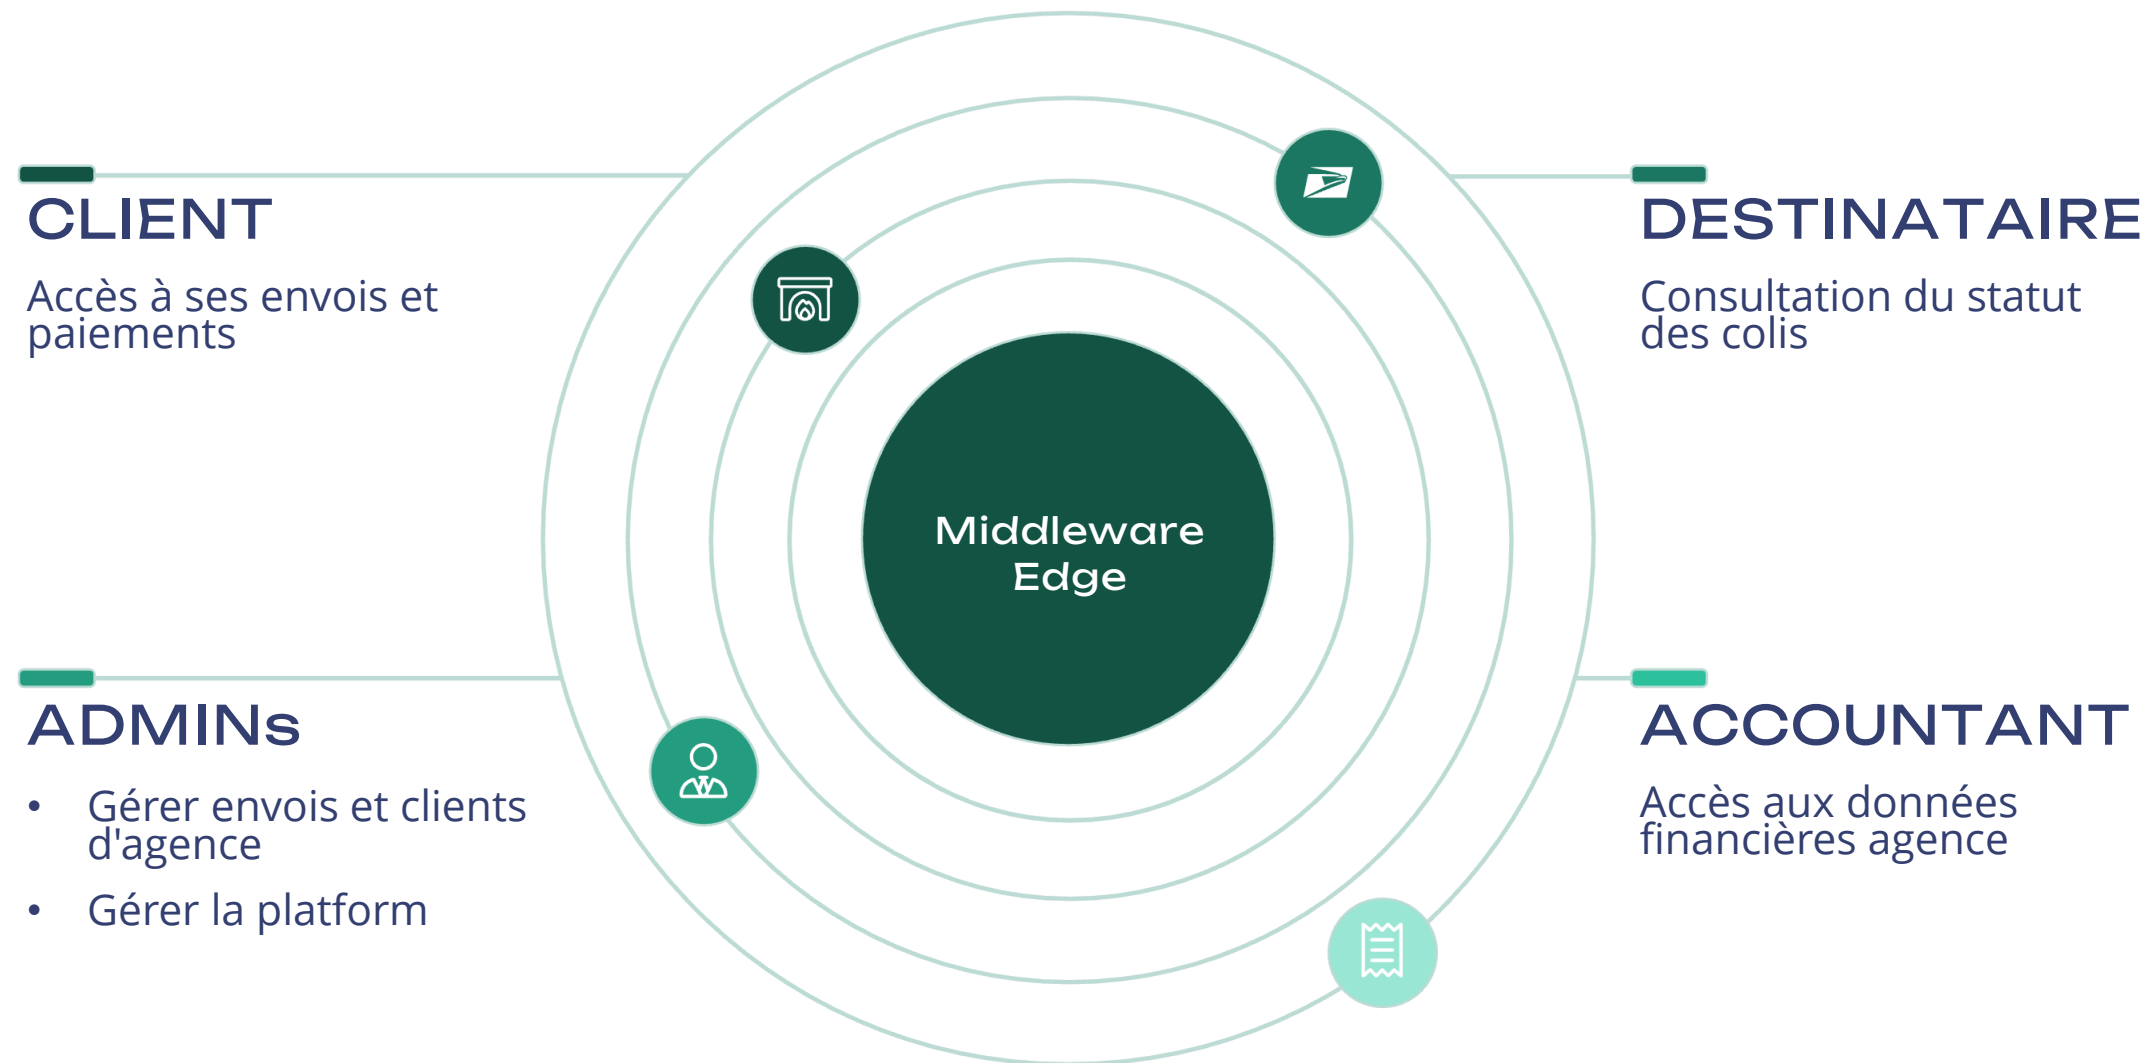 CLIENT
Accès à ses envois et
paiements
DESTINATAIRE
Consultation du statut
des colis
Middleware
Edge
ADMINs
• Gérer envois et clients
d'agence
• Gérer la platform
ACCOUNTANT
Accès aux données
financières agence